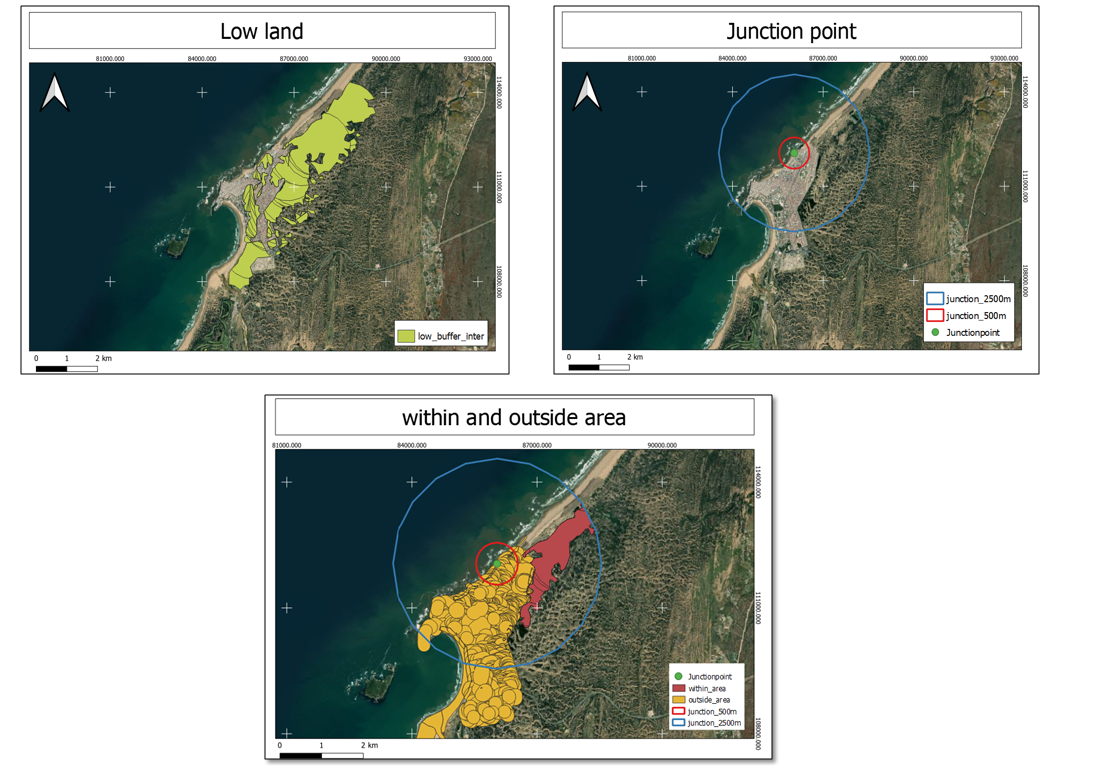 Low land
81000.000 84000.000 87000.000 90000.000 93000.000
114000.000
111000.000
108000.000
low_buffer_inter
0 1 2 km
Junction point
81000.000 84000.000 87000.000 90000.000 93000.000
114000.000
111000.000
108000.000
junction_2500m
junction_500m
Junctionpoint
0 1 2 km
within and outside area
81000.000 84000.000 87000.000 90000.000
114000.000
111000.000
108000.000
Junctionpoint
within_area
outside_area
junction_500m
junction_2500m
0 1 2 km